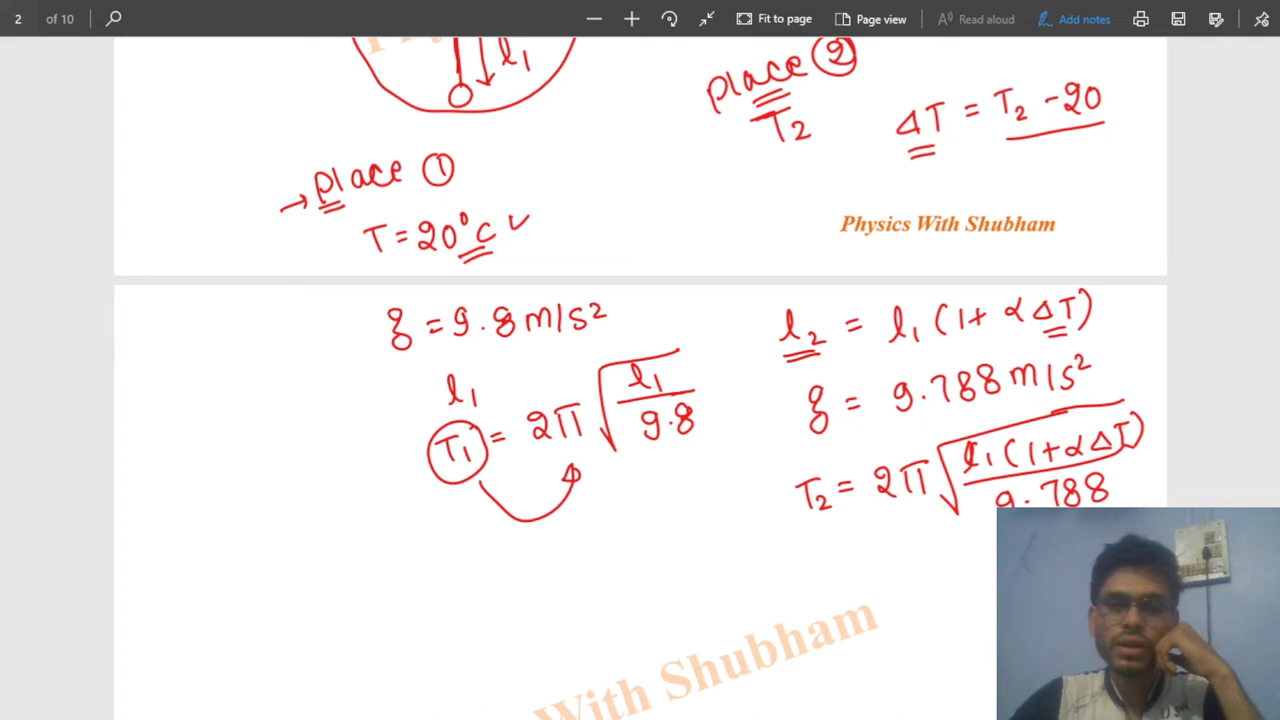 2 of 10 Fit to page Page view Read aloud Add notes
l₁
place ②
T₂
ΔT = T₂ - 20
→ place ①
T = 20°C ✓
Physics With Shubham
g = 9.8 m/s²
l₁
T₁ = 2π √(l₁ / 9.8)
l₂ = l₁ (1 + α ΔT)
g = 9.788 m/s²
T₂ = 2π √(l₁ (1 + α ΔT) / 9.788)
With Shubham